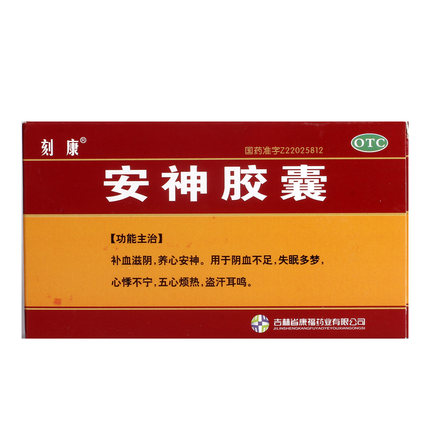 刻康®
国药准字Z22025812
OTC
安神胶囊
【功能主治】
补血滋阴,养心安神。用于阴血不足,失眠多梦,
心悸不宁,五心烦热,盗汗耳鸣。
吉林省康福药业有限公司
JILINSHENGKANGFUYAOYEYOUXIANGONGSI